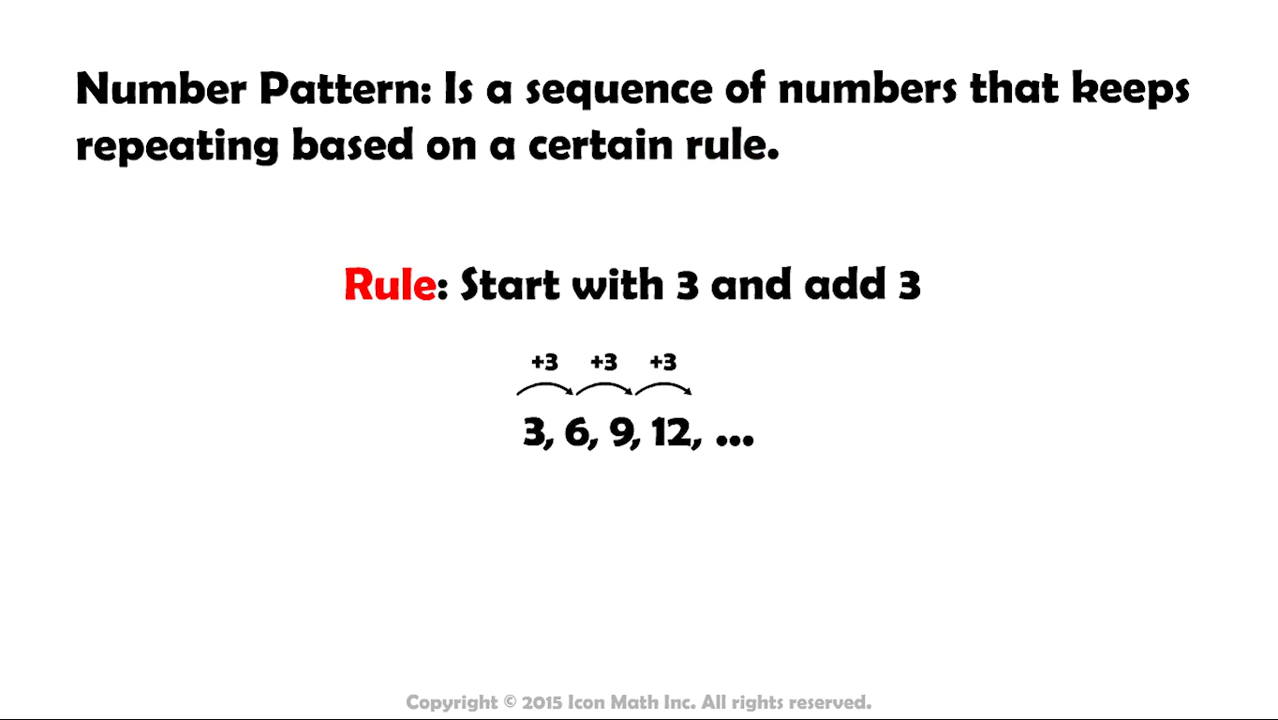 Number Pattern: Is a sequence of numbers that keeps
repeating based on a certain rule.
Rule: Start with 3 and add 3
+3 +3 +3
3, 6, 9, 12, ...
Copyright © 2015 Icon Math Inc. All rights reserved.